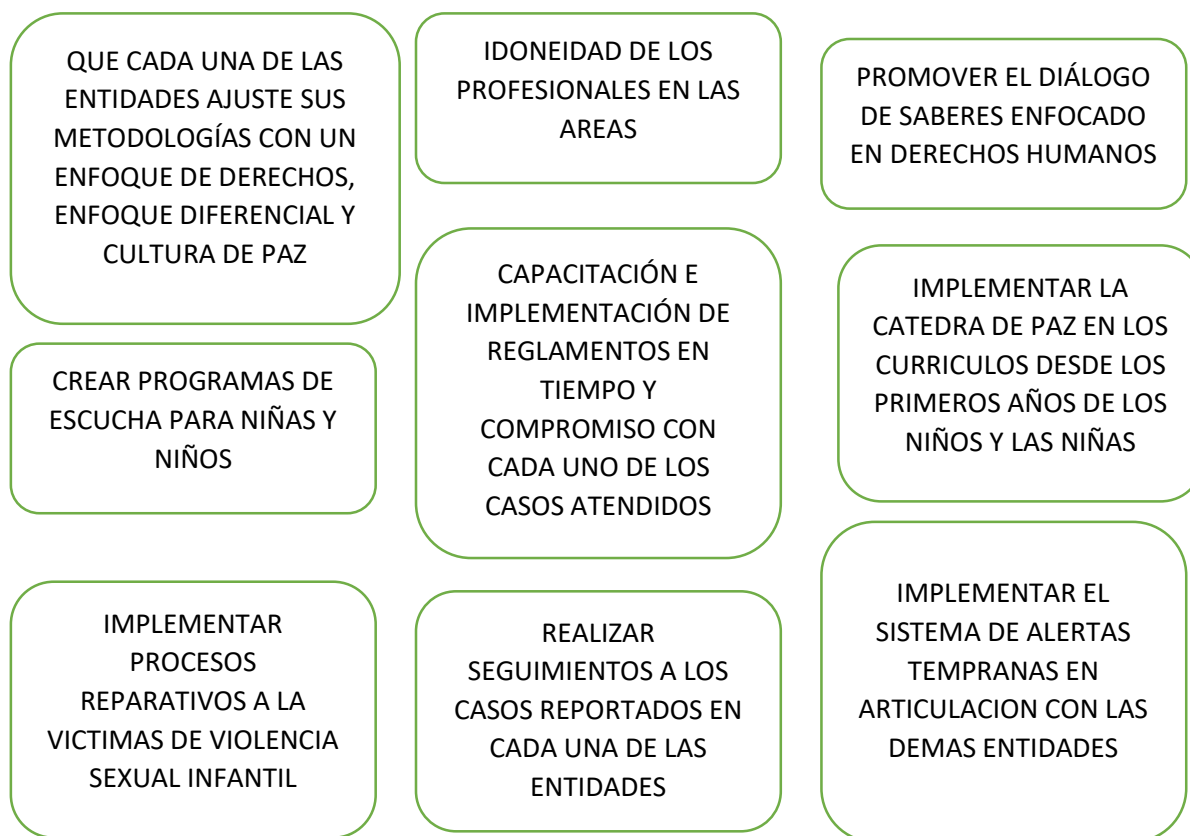 QUE CADA UNA DE LAS
ENTIDADES AJUSTE SUS
METODOLOGÍAS CON UN
ENFOQUE DE DERECHOS,
ENFOQUE DIFERENCIAL Y
CULTURA DE PAZ
IDONEIDAD DE LOS
PROFESIONALES EN LAS
AREAS
PROMOVER EL DIÁLOGO
DE SABERES ENFOCADO
EN DERECHOS HUMANOS
CREAR PROGRAMAS DE
ESCUCHA PARA NIÑAS Y
NIÑOS
CAPACITACIÓN E
IMPLEMENTACIÓN DE
REGLAMENTOS EN
TIEMPO Y
COMPROMISO CON
CADA UNO DE LOS
CASOS ATENDIDOS
IMPLEMENTAR LA
CATEDRA DE PAZ EN LOS
CURRICULOS DESDE LOS
PRIMEROS AÑOS DE LOS
NIÑOS Y LAS NIÑAS
IMPLEMENTAR
PROCESOS
REPARATIVOS A LA
VICTIMAS DE VIOLENCIA
SEXUAL INFANTIL
REALIZAR
SEGUIMIENTOS A LOS
CASOS REPORTADOS EN
CADA UNA DE LAS
ENTIDADES
IMPLEMENTAR EL
SISTEMA DE ALERTAS
TEMPRANAS EN
ARTICULACION CON LAS
DEMAS ENTIDADES